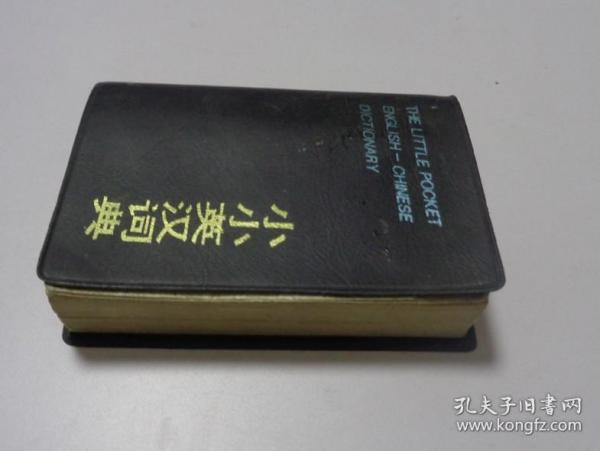 THE LITTLE POCKET
ENGLISH – CHINESE
DICTIONARY
小小英汉词典
孔夫子旧书网
www.kongfz.com